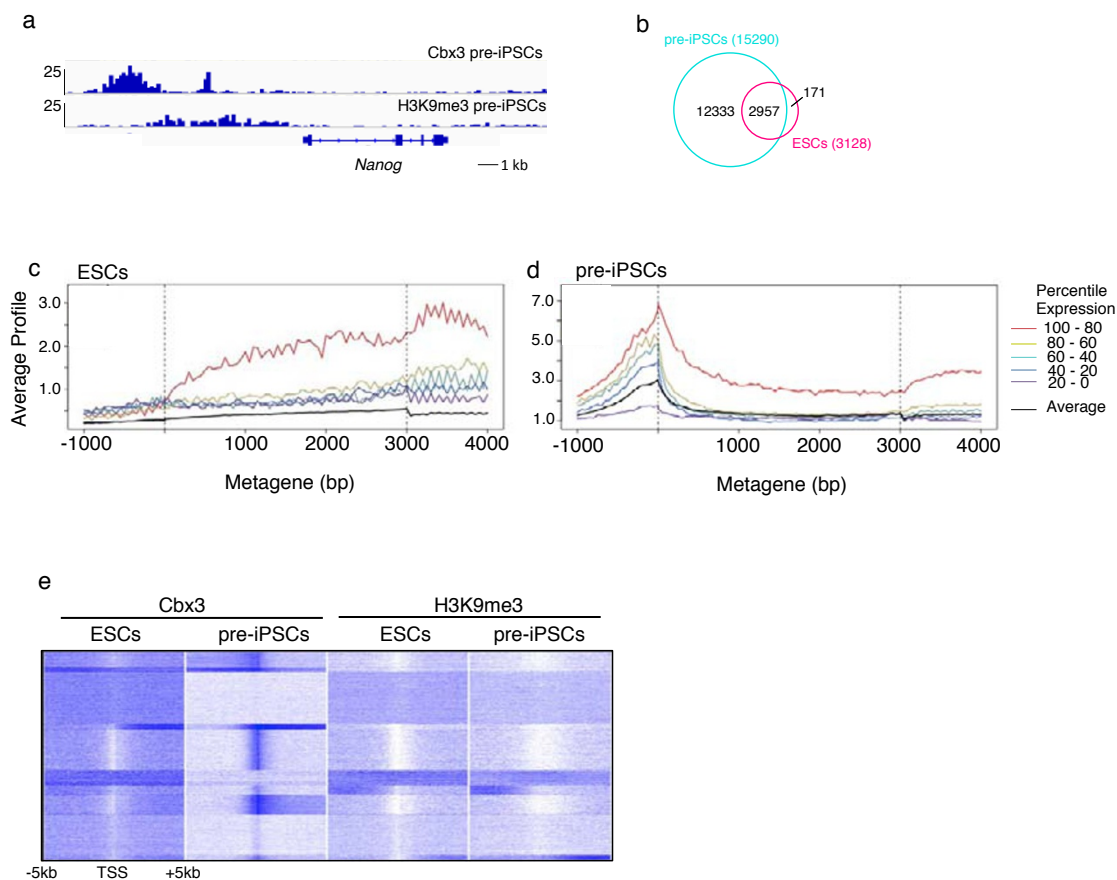 a
Cbx3 pre-iPSCs
25
H3K9me3 pre-iPSCs
25
Nanog
1 kb
b
pre-iPSCs (15290)
12333
2957
171
ESCs (3128)
c
ESCs
Average Profile
3.0
2.0
1.0
-1000 0 1000 2000 3000 4000
Metagene (bp)
d
pre-iPSCs
7.0
5.0
3.0
1.0
-1000 0 1000 2000 3000 4000
Metagene (bp)
Percentile
Expression
100 - 80
80 - 60
60 - 40
40 - 20
20 - 0
Average
e
Cbx3 H3K9me3
ESCs pre-iPSCs ESCs pre-iPSCs
-5kb TSS +5kb